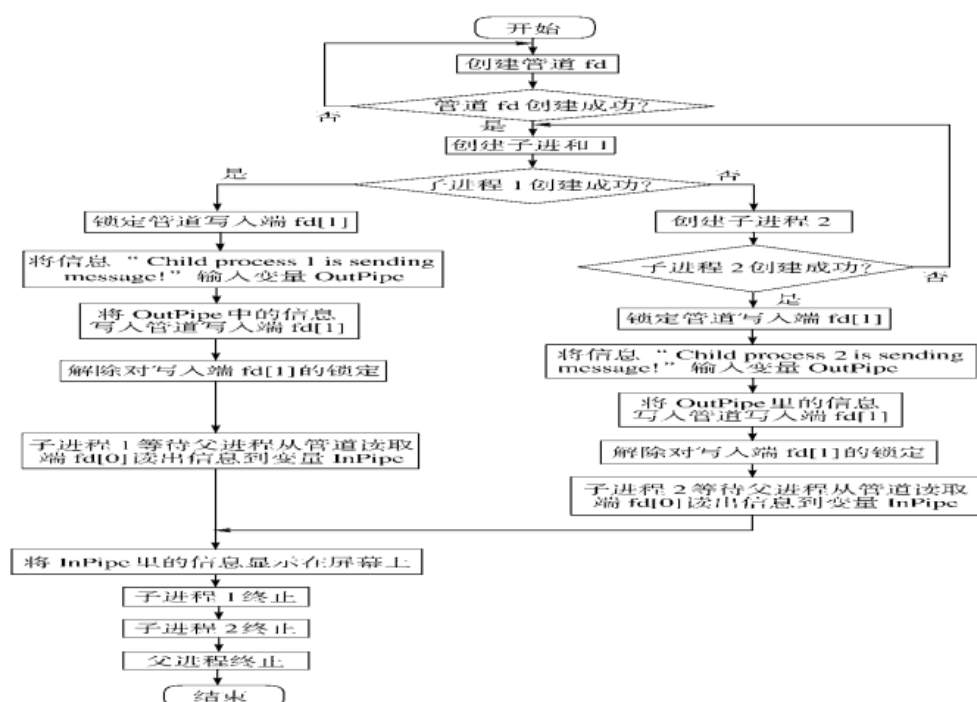 开始
创建管道 fd
管道 fd 创建成功?
否
是
创建子进和 1
子进程 1 创建成功?
是
否
锁定管道写入端 fd[1]
将信息 “ Child process 1 is sending
message!” 输入变量 OutPipe
将 OutPipe 中的信息
写入管道写入端 fd[1]
解除对写入端 fd[1]的锁定
子进程 1 等待父进程从管道读取
端 fd[0]读出信息到变量 InPipe
创建子进程 2
子进程 2 创建成功?
否
是
锁定管道写入端 fd[1]
将信息 “ Child process 2 is sending
message!” 输入变量 OutPipe
将 OutPipe 里的信息
写入管道写入端 fd[1]
解除对写入端 fd[1]的锁定
子进程 2 等待父进程从管道读取
端 fd[0]读出信息到变量 InPipe
将 InPipe 里的信息显示在屏幕上
子进程 1 终止
子进程 2 终止
父进程终止
结束